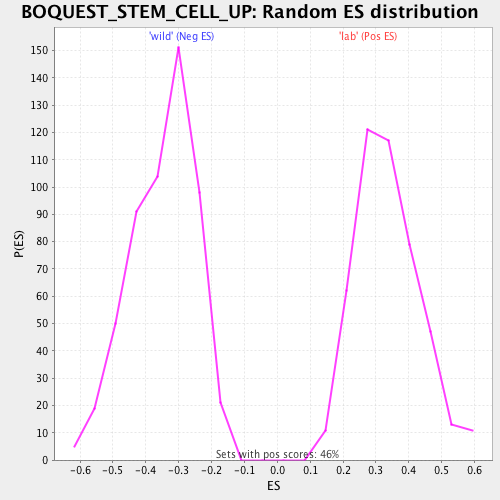 BOQUEST_STEM_CELL_UP: Random ES distribution
'wild' (Neg ES)
'lab' (Pos ES)
150
140
130
120
110
100
90
80
70
60
50
40
30
20
10
0
P(ES)
Sets with pos scores: 46%
-0.6 -0.5 -0.4 -0.3 -0.2 -0.1 0.0 0.1 0.2 0.3 0.4 0.5 0.6
ES